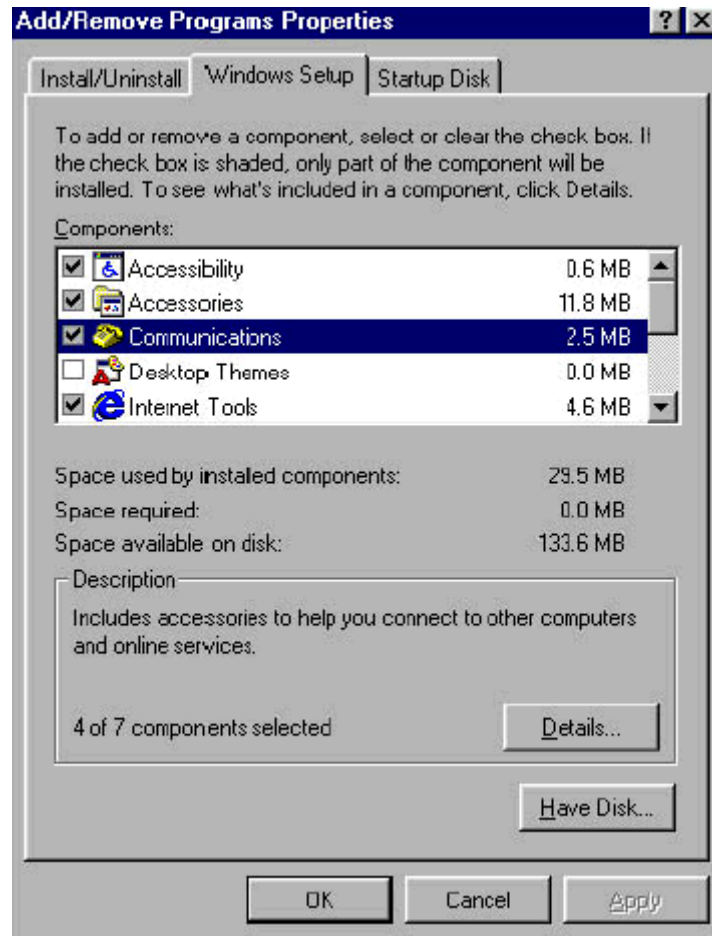 Add/Remove Programs Properties
Install/Uninstall Windows Setup Startup Disk
To add or remove a component, select or clear the check box. If
the check box is shaded, only part of the component will be
installed. To see what's included in a component, click Details.
Components:
Accessibility 0.6 MB
Accessories 11.8 MB
Communications 2.5 MB
Desktop Themes 0.0 MB
Internet Tools 4.6 MB
Space used by installed components: 29.5 MB
Space required: 0.0 MB
Space available on disk: 133.6 MB
Description
Includes accessories to help you connect to other computers
and online services.
4 of 7 components selected
Details...
Have Disk...
OK Cancel Apply